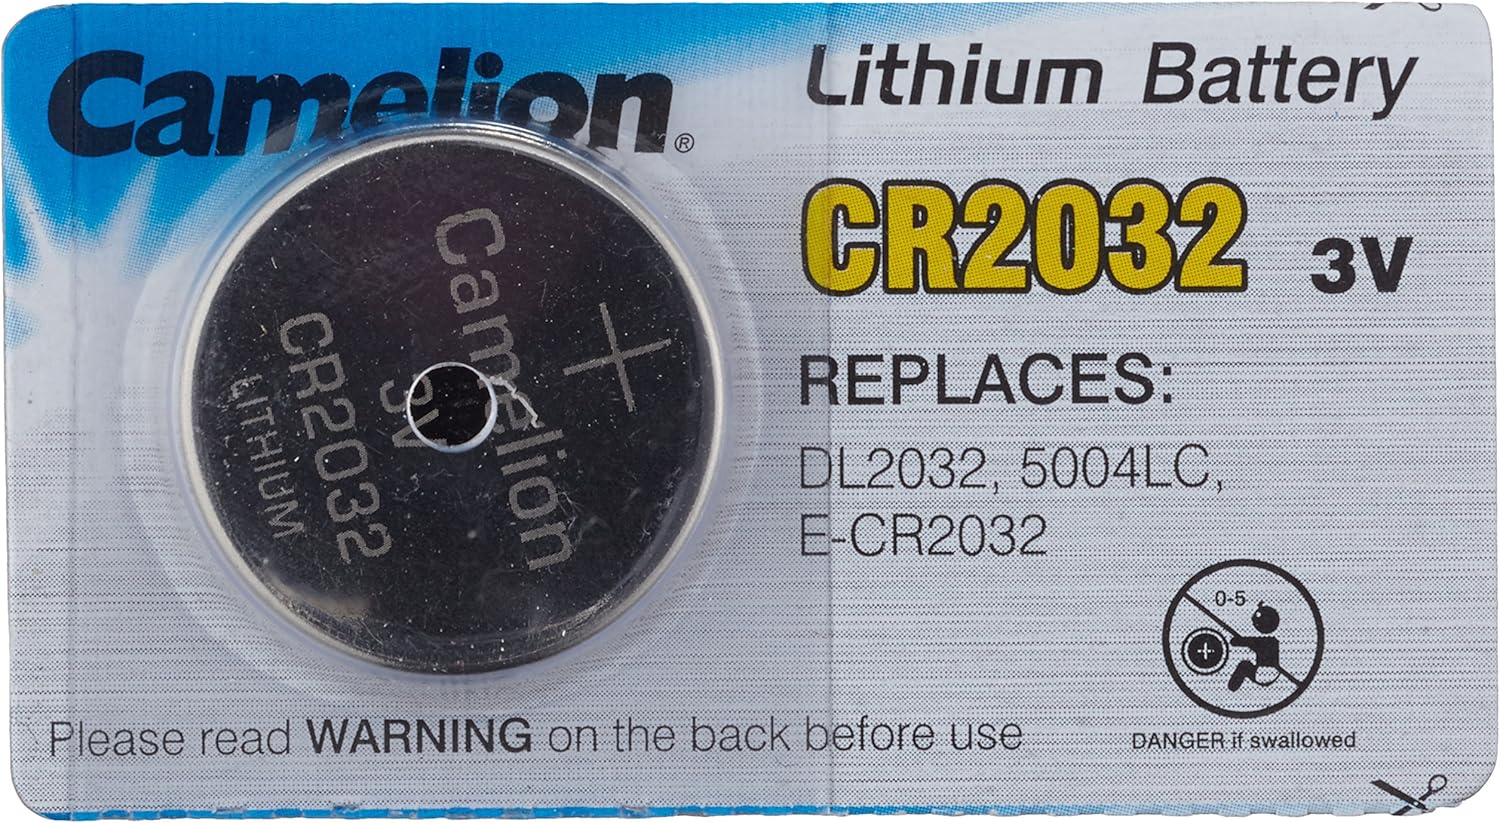 Camelion®
Lithium Battery
CR2032 3V
REPLACES:
DL2032, 5004LC,
E-CR2032
Camelion
3V
CR2032
LITHIUM
+
0-5
+
DANGER if swallowed
Please read WARNING on the back before use